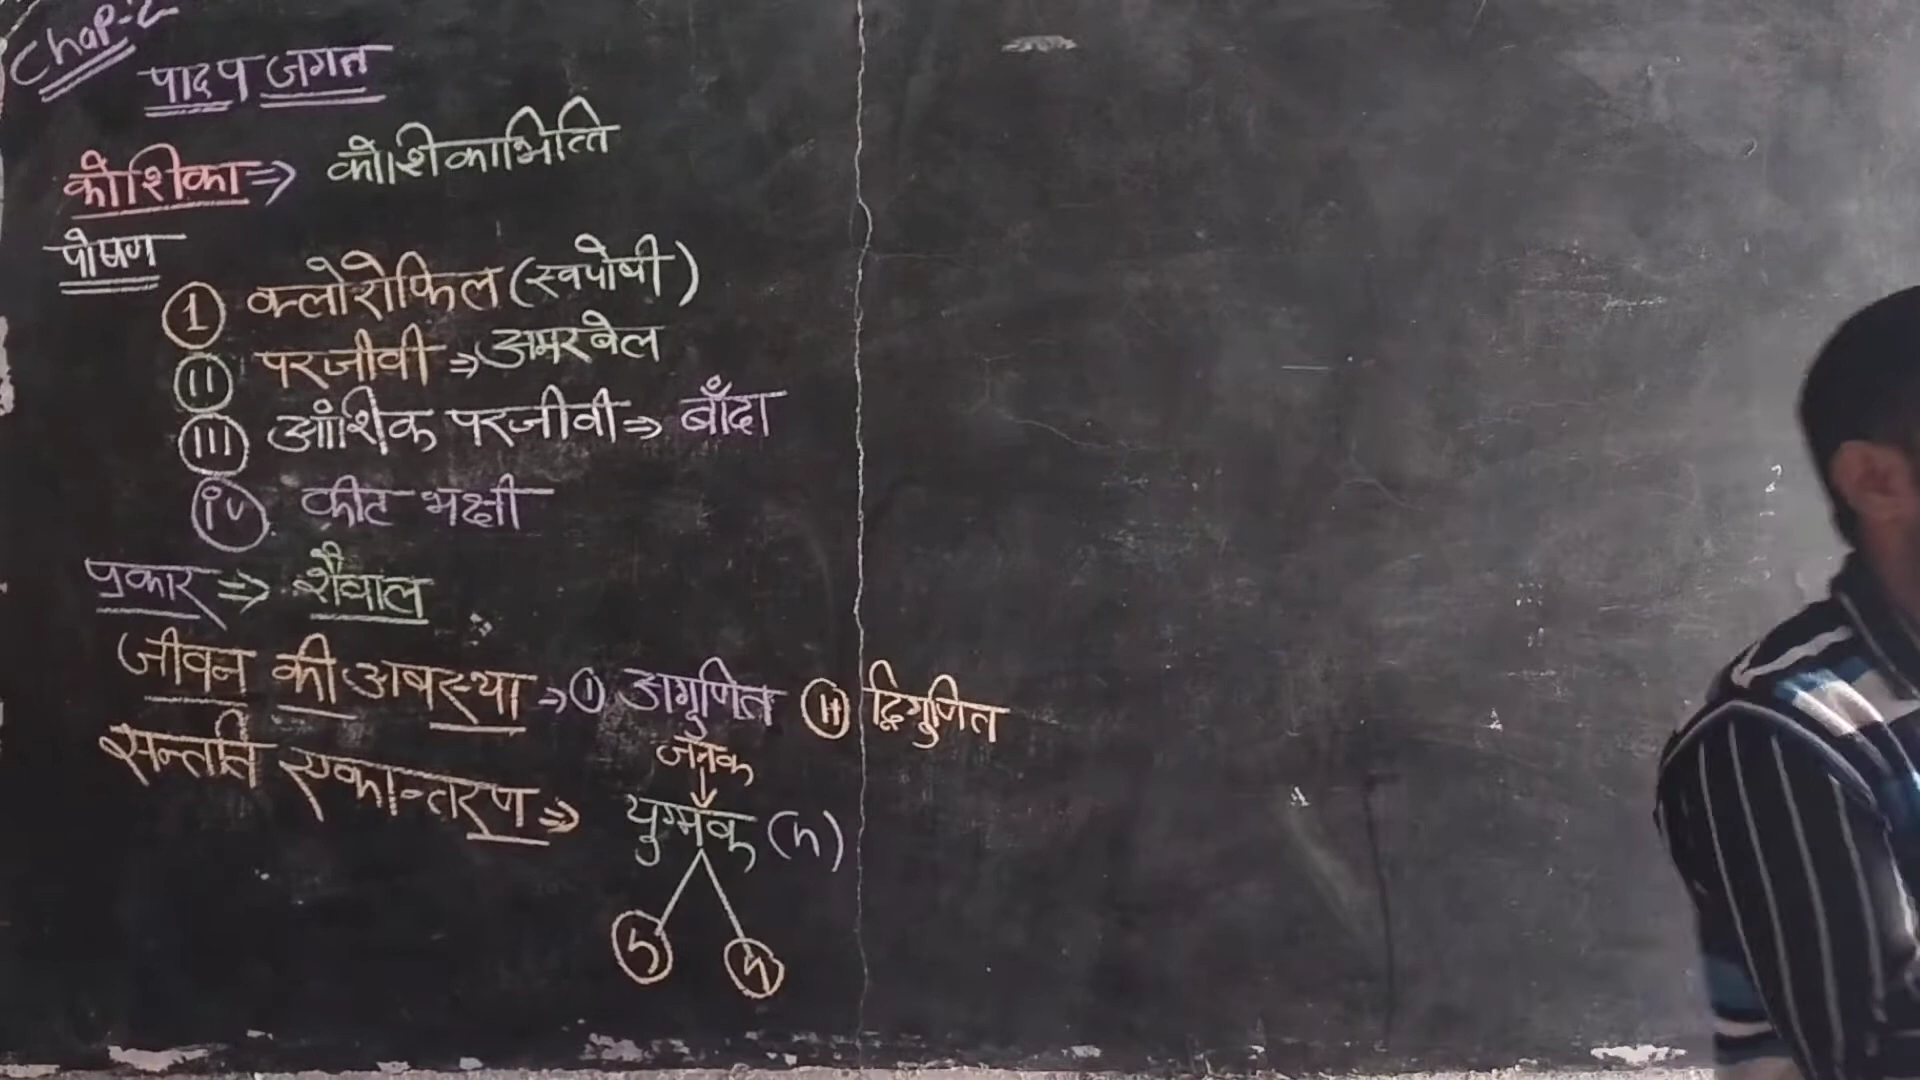 Chap-2
पादप जगत
कोशिका => कोशिकाभित्ति
पोषण
① क्लोरोफिल (स्वपोषी)
(II) परजीवी => अमरबेल
(III) आंशिक परजीवी => बाँदा
(iv) कीट भक्षी
प्रकार => शैवाल
जीवन की अवस्था => (I) अगुणित (II) द्विगुणित
सन्तति एकान्तरण =>
जनक
युग्मक (n)